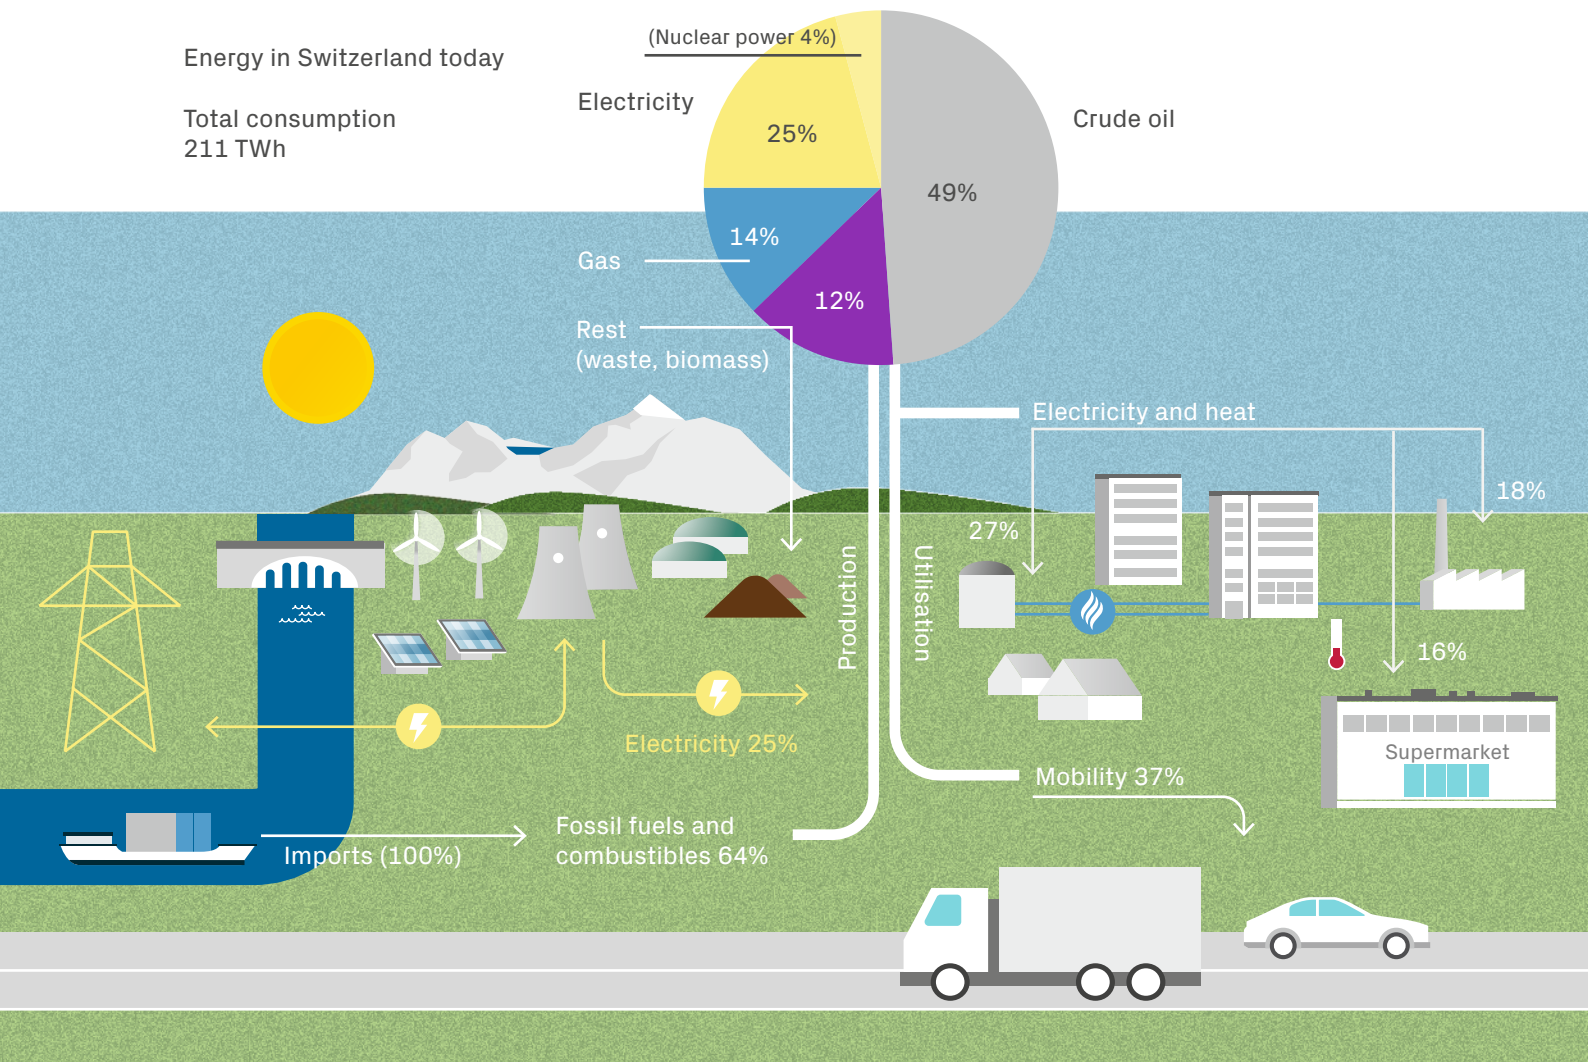 Energy in Switzerland today
Total consumption
211 TWh
(Nuclear power 4%)
Electricity
25%
Crude oil
49%
14%
Gas
12%
Rest
(waste, biomass)
Electricity and heat
18%
27%
Production
Utilisation
16%
Electricity 25%
Supermarket
Mobility 37%
Fossil fuels and
combustibles 64%
Imports (100%)